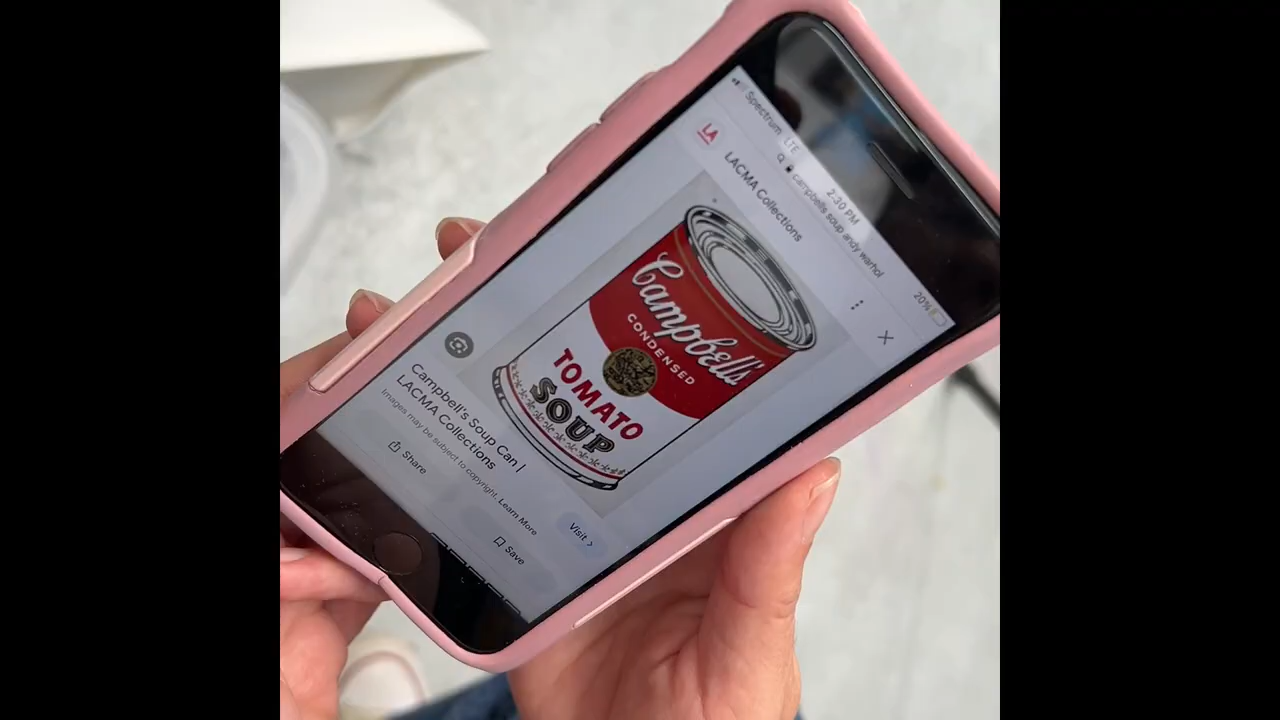 Spectrum LTE
2:30 PM
20%
campbells soup andy warhol
LA
LACMA Collections
Campbell's
CONDENSED
TOMATO
SOUP
Campbell's Soup Can |
LACMA Collections
Images may be subject to copyright. Learn More
Visit >
Share
Save